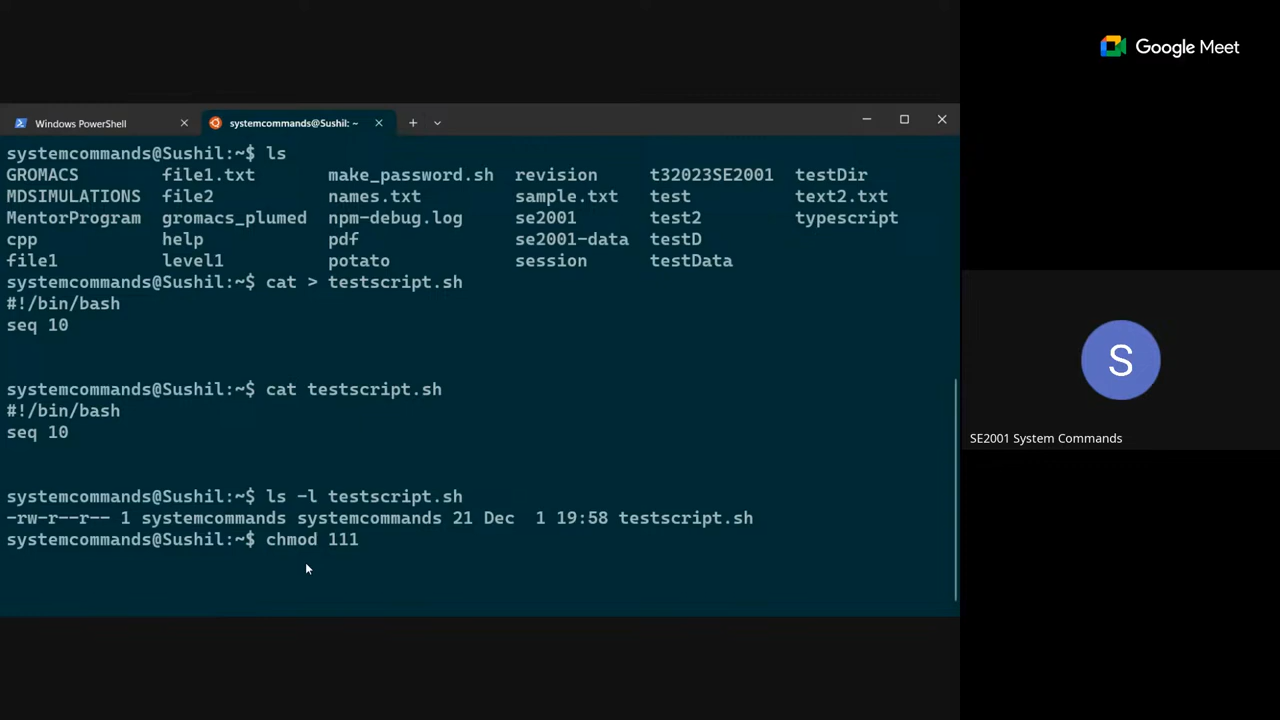 Google Meet
Windows PowerShell
systemcommands@Sushil: ~
systemcommands@Sushil:~$ ls
GROMACS file1.txt make_password.sh revision t32023SE2001 testDir
MDSIMULATIONS file2 names.txt sample.txt test text2.txt
MentorProgram gromacs_plumed npm-debug.log se2001 test2 typescript
cpp help pdf se2001-data testD
file1 level1 potato session testData
systemcommands@Sushil:~$ cat > testscript.sh
#!/bin/bash
seq 10
systemcommands@Sushil:~$ cat testscript.sh
#!/bin/bash
seq 10
systemcommands@Sushil:~$ ls -l testscript.sh
-rw-r--r-- 1 systemcommands systemcommands 21 Dec  1 19:58 testscript.sh
systemcommands@Sushil:~$ chmod 111
S
SE2001 System Commands